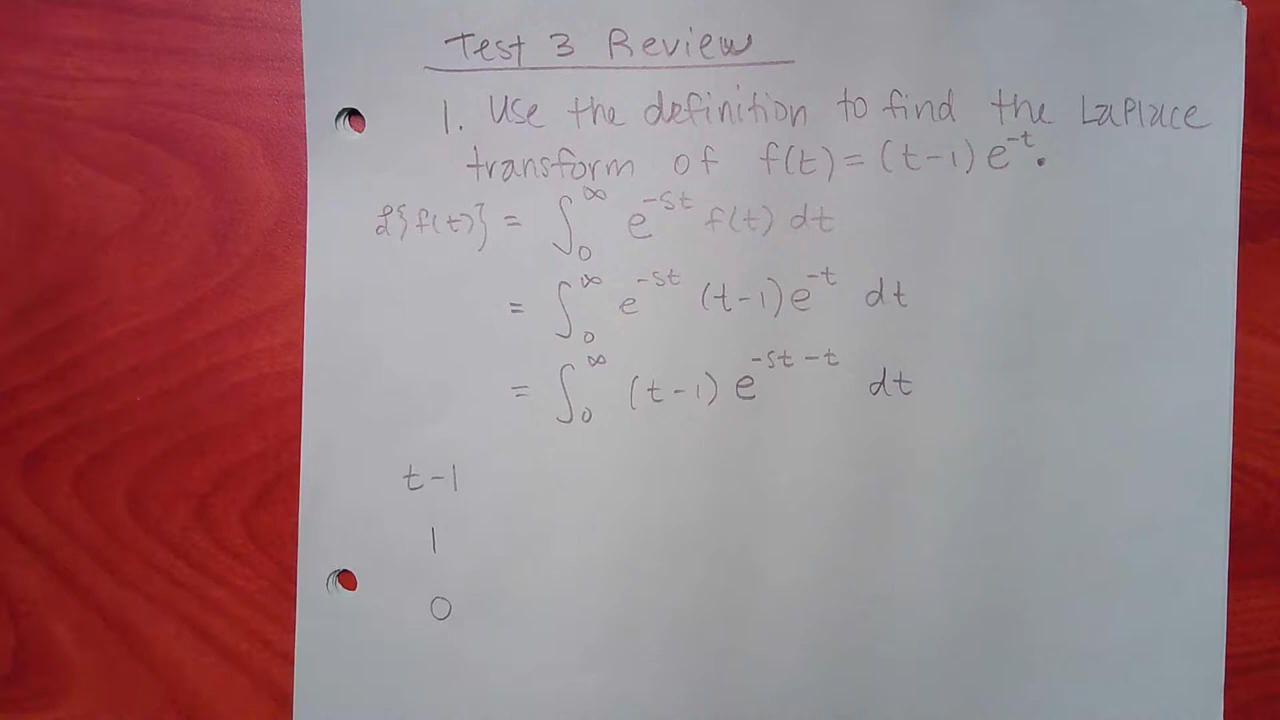 Test 3 Review
1. Use the definition to find the Laplace
transform of f(t) = (t-1) e^{-t}.
ℒ{f(t)} = ∫_0^∞ e^{-st} f(t) dt
= ∫_0^∞ e^{-st} (t-1) e^{-t} dt
= ∫_0^∞ (t-1) e^{-st-t} dt
t-1
1
0